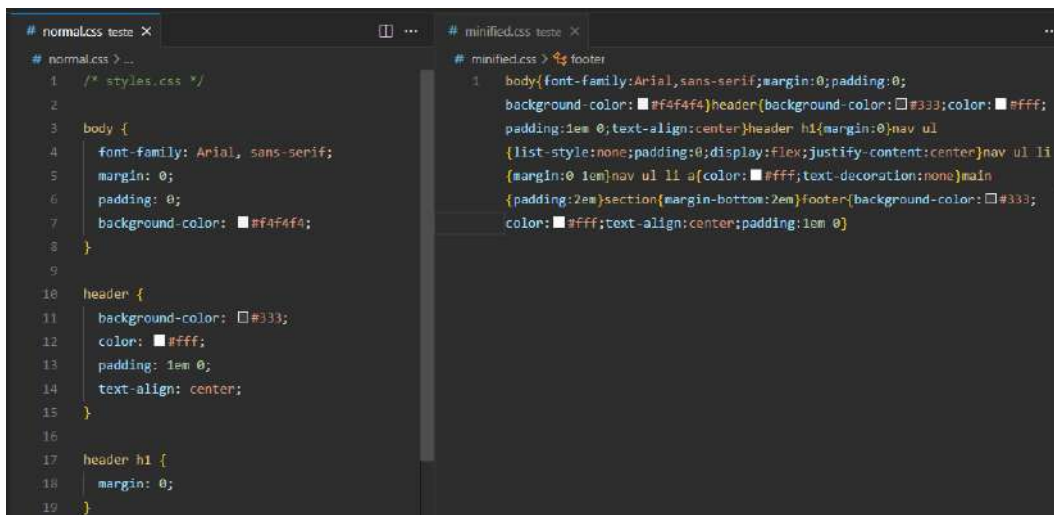 # normal.css teste ×
# normal.css > ...
1 /* styles.css */
2
3 body {
4 font-family: Arial, sans-serif;
5 margin: 0;
6 padding: 0;
7 background-color: #f4f4f4;
8 }
9
10 header {
11 background-color: #333;
12 color: #fff;
13 padding: 1em 0;
14 text-align: center;
15 }
16
17 header h1 {
18 margin: 0;
19 }
# minified.css teste ×
# minified.css > footer
1 body{font-family:Arial,sans-serif;margin:0;padding:0;
background-color:#f4f4f4}header{background-color:#333;color:#fff;
padding:1em 0;text-align:center}header h1{margin:0}nav ul
{list-style:none;padding:0;display:flex;justify-content:center}nav ul li
{margin:0 1em}nav ul li a{color:#fff;text-decoration:none}main
{padding:2em}section{margin-bottom:2em}footer{background-color:#333;
color:#fff;text-align:center;padding:1em 0}